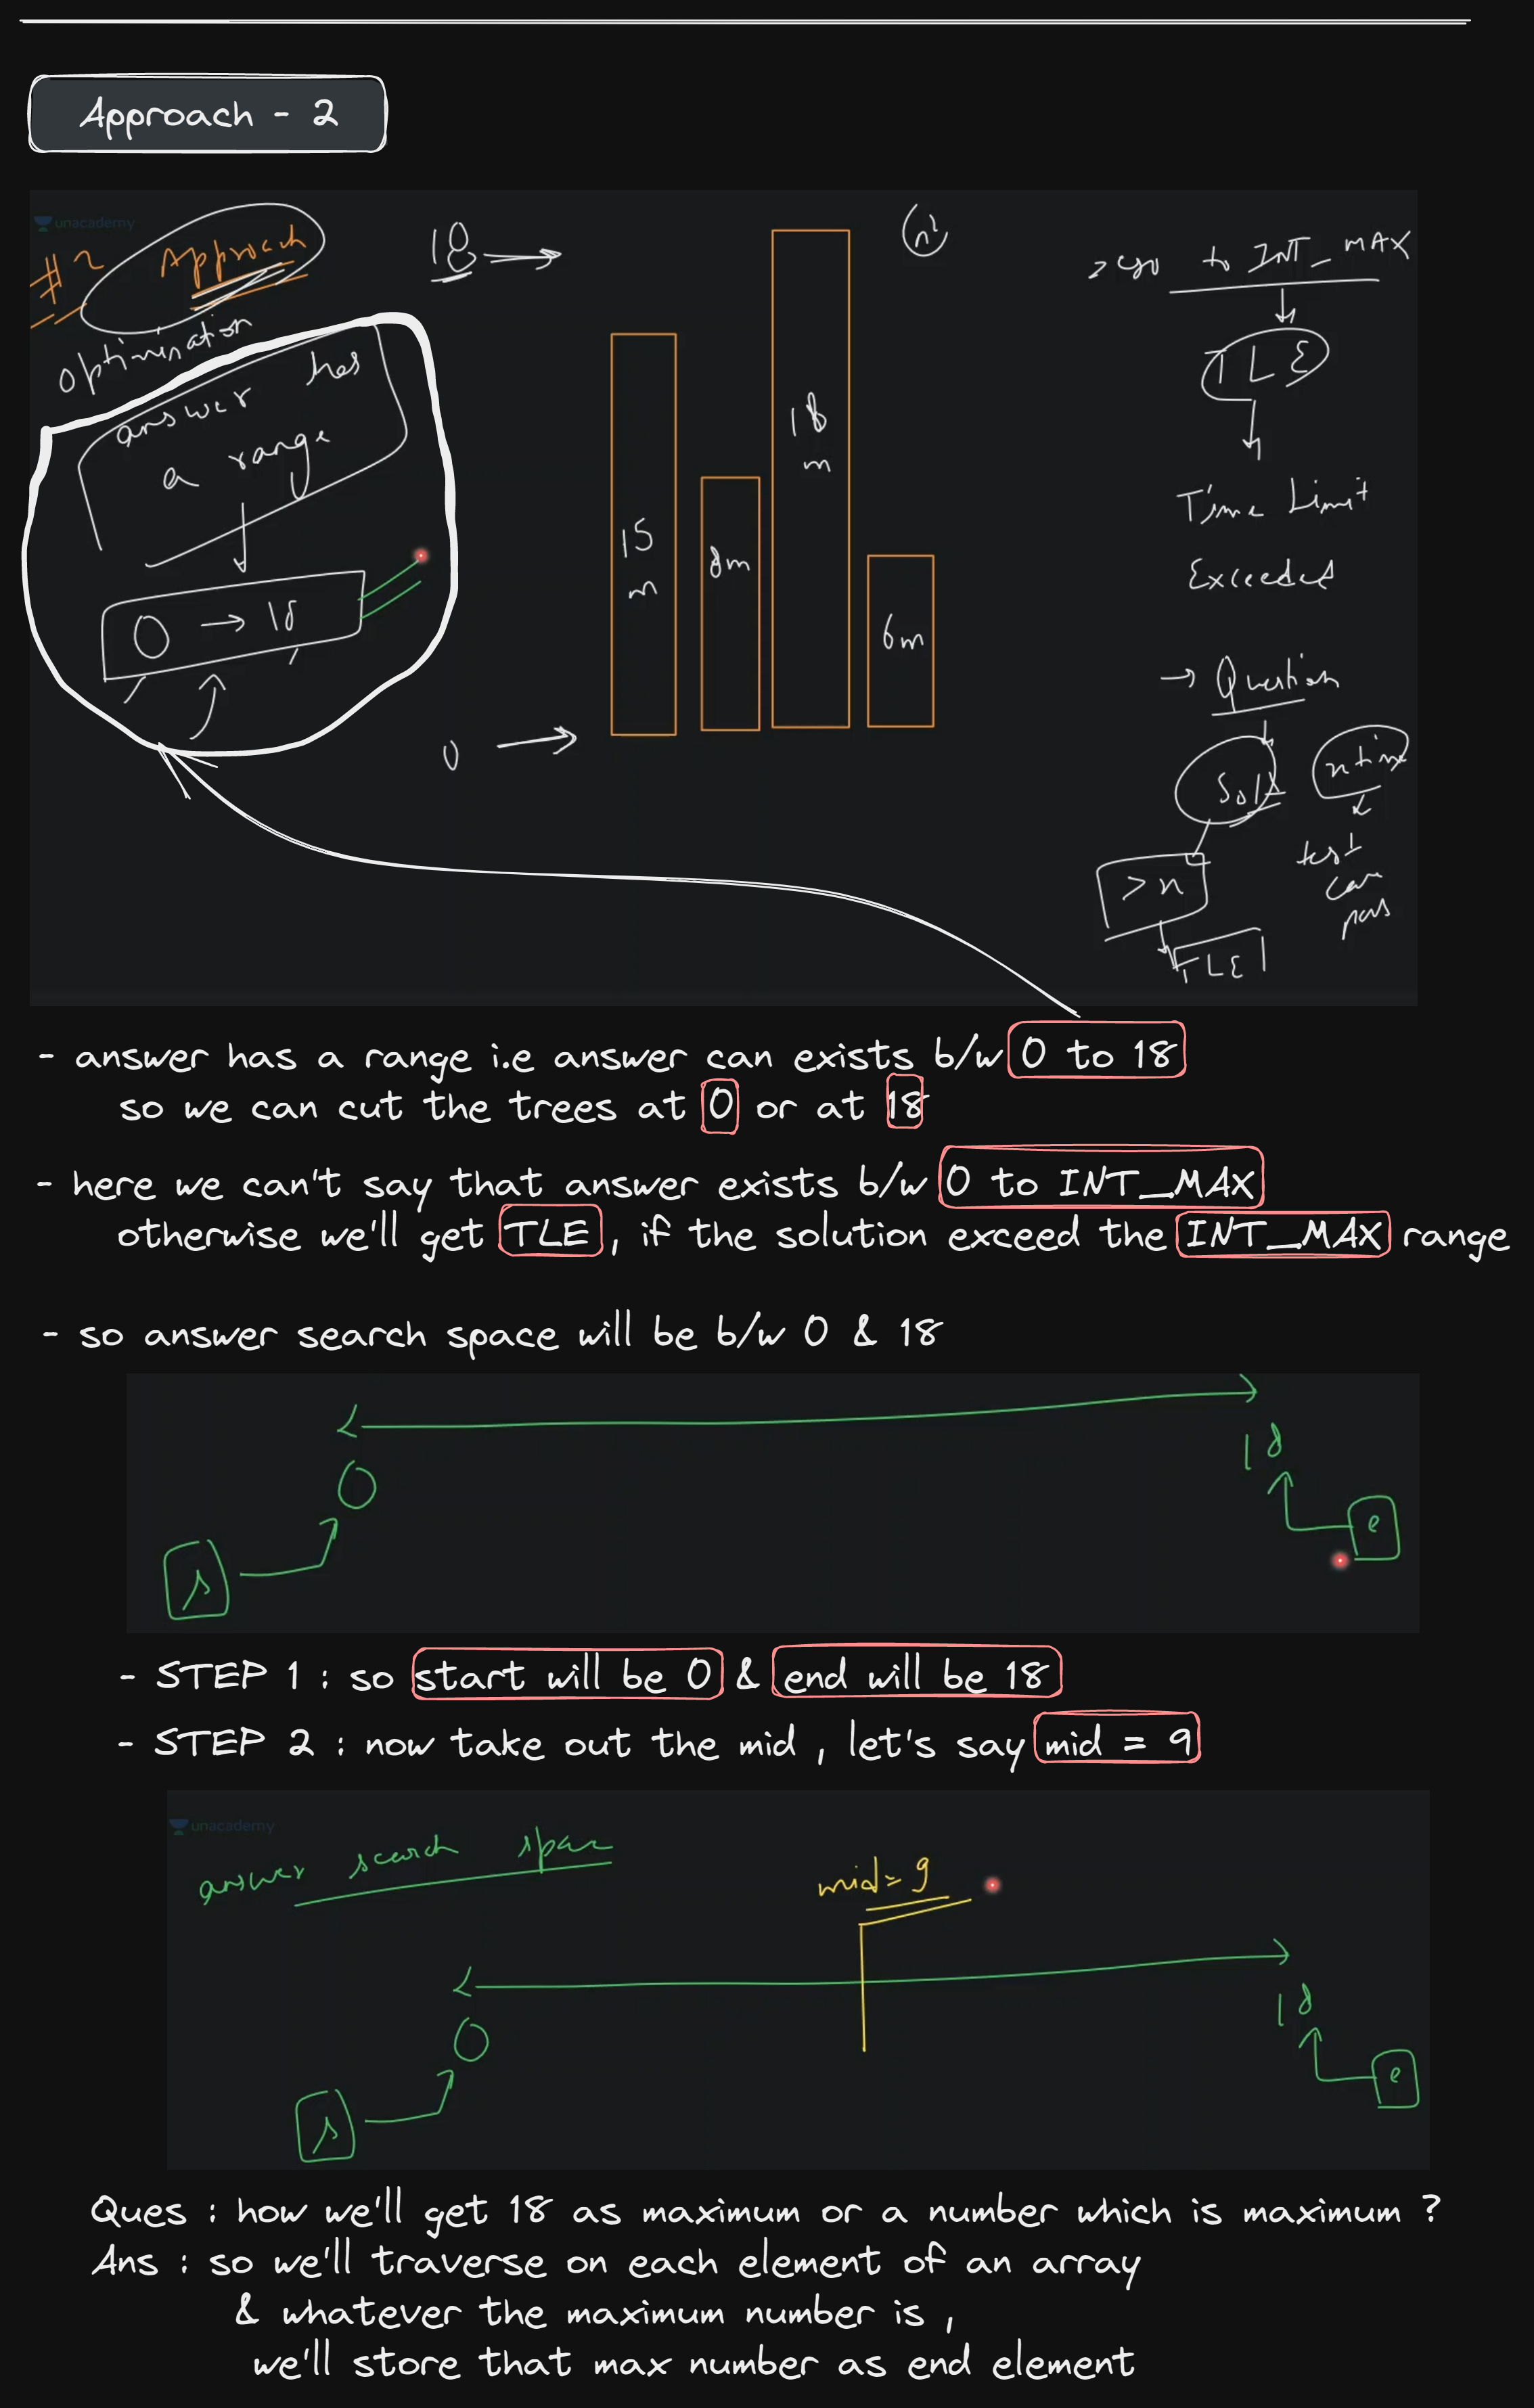 Approach - 2
unacademy
#2 Approach
optimination
answer has
a range
0 → 18
18
0
15
m
8m
18
m
6m
n
zero to INT_MAX
TLE
Time Limit
Exceeded
→ Question
Soln
n time
> n
TLE
test
case
pass
- answer has a range i.e answer can exists b/w 0 to 18
so we can cut the trees at 0 or at 18
- here we can't say that answer exists b/w 0 to INT_MAX
otherwise we'll get TLE, if the solution exceed the INT_MAX range
- so answer search space will be b/w 0 & 18
0
18
s
e
- STEP 1 : so start will be 0 & end will be 18
- STEP 2 : now take out the mid, let's say mid = 9
unacademy
answer search space
mid= 9
0
18
s
e
Ques : how we'll get 18 as maximum or a number which is maximum ?
Ans : so we'll traverse on each element of an array
& whatever the maximum number is ,
we'll store that max number as end element